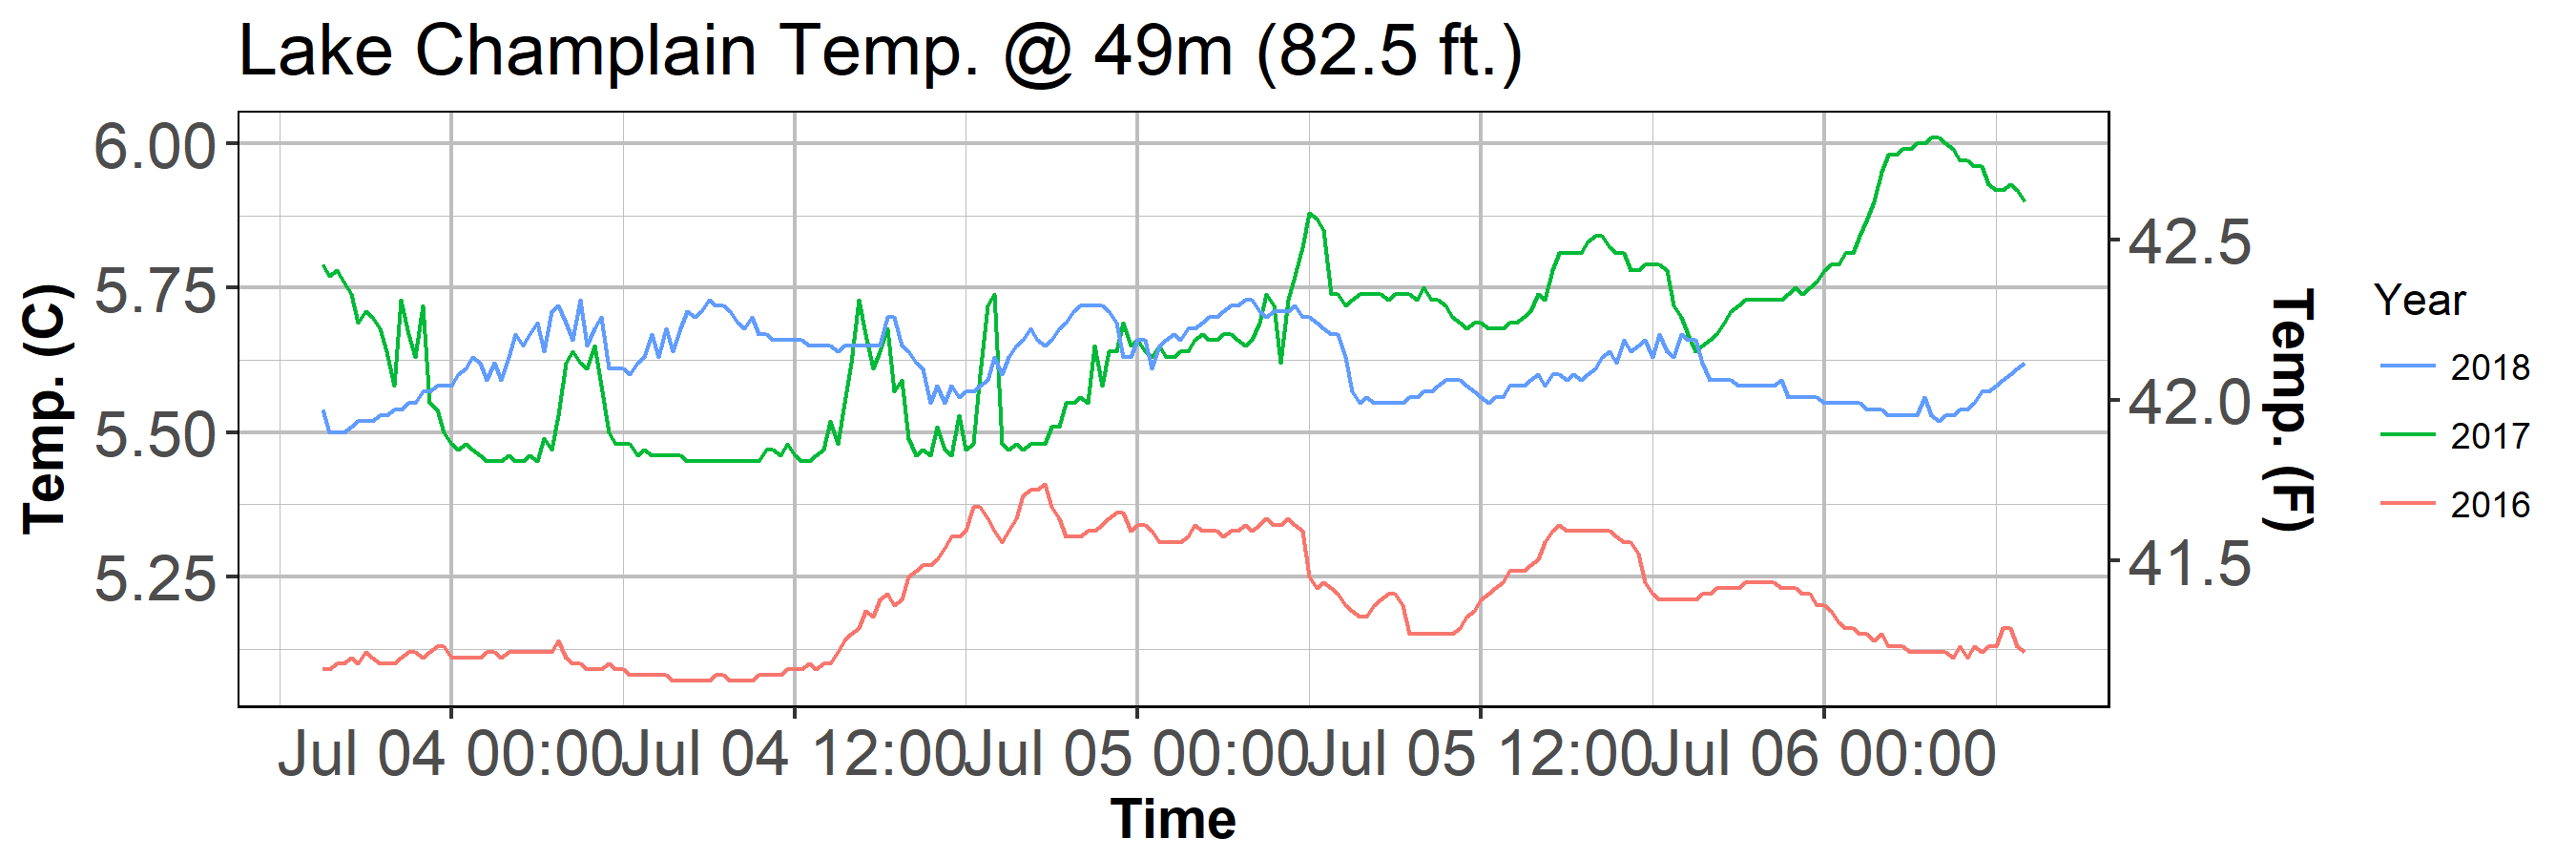 Lake Champlain Temp. @ 49m (82.5 ft.)
6.00
5.75
5.50
5.25
Temp. (C)
42.5
42.0
41.5
Temp. (F)
Jul 04 00:00
Jul 04 12:00
Jul 05 00:00
Jul 05 12:00
Jul 06 00:00
Time
Year
2018
2017
2016